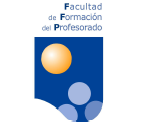 Facultad
de Formación
del Profesorado